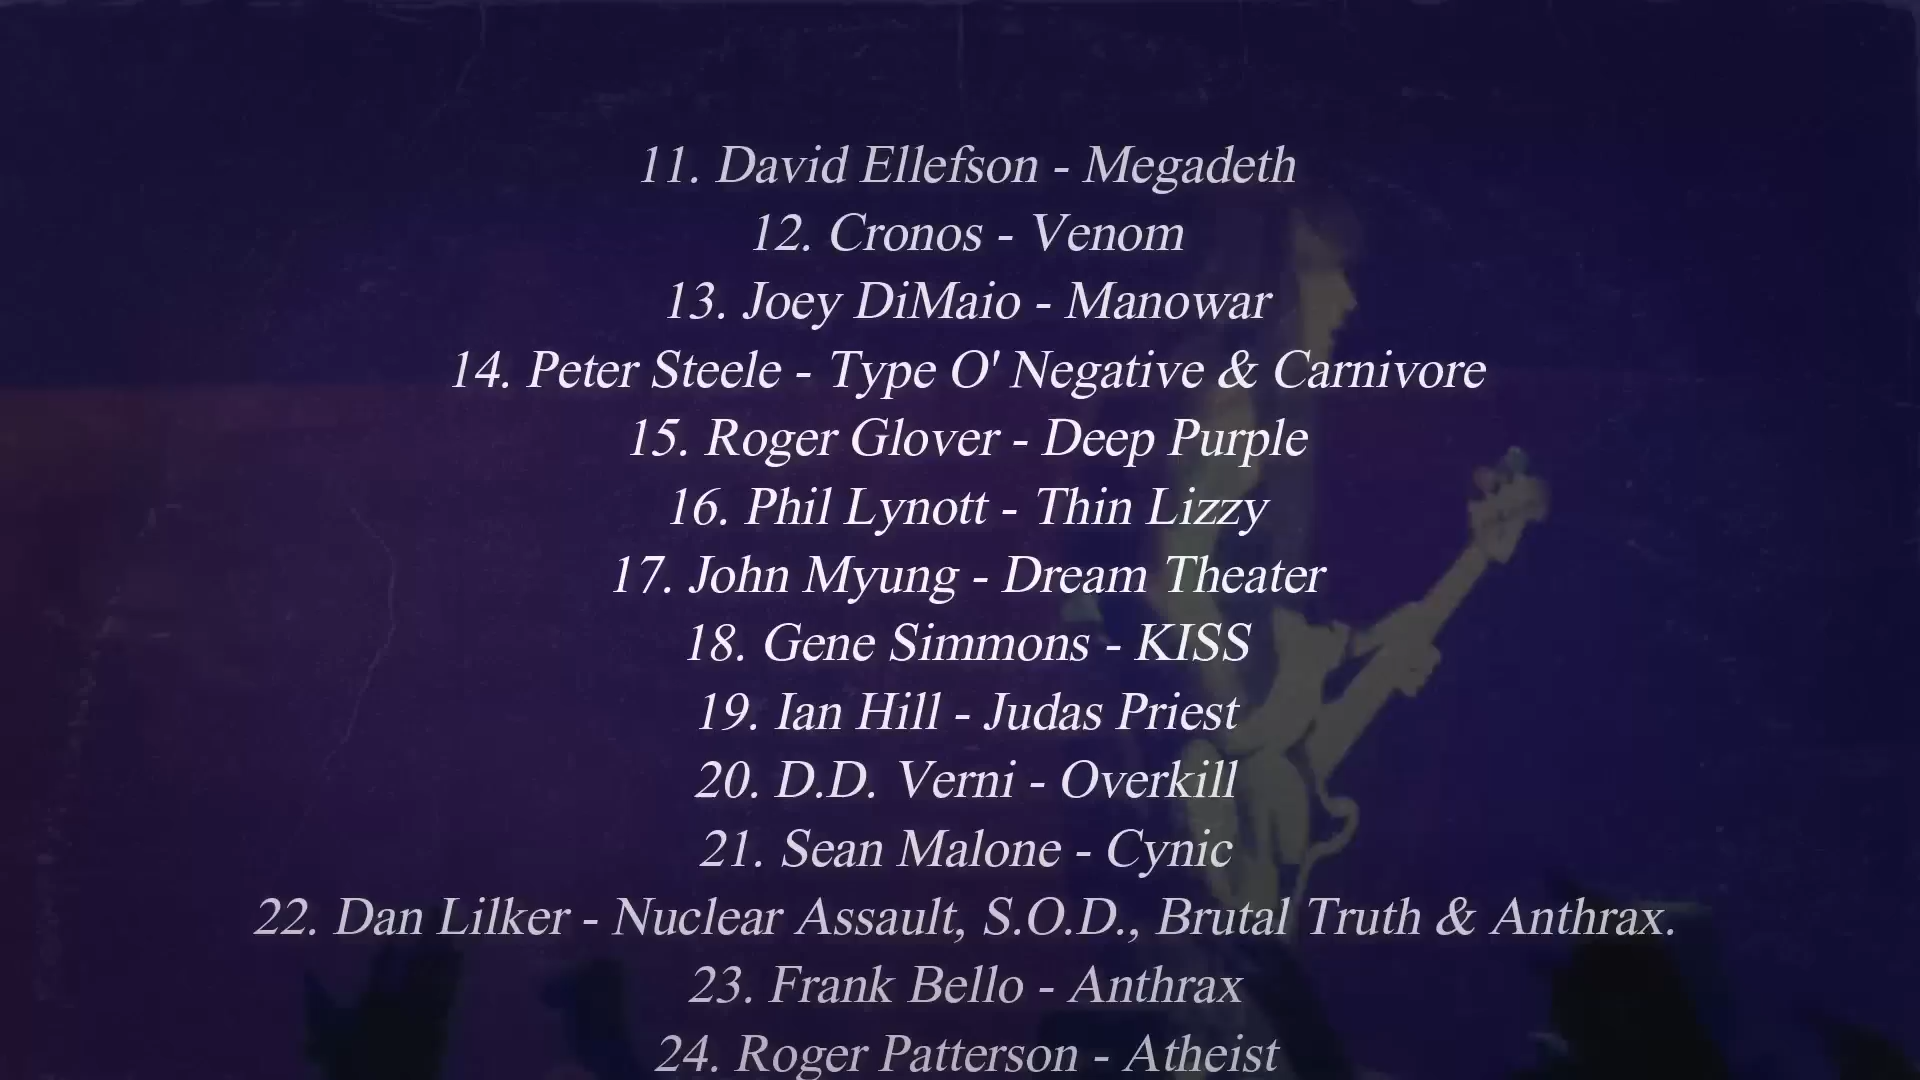 11. David Ellefson - Megadeth
12. Cronos - Venom
13. Joey DiMaio - Manowar
14. Peter Steele - Type O' Negative & Carnivore
15. Roger Glover - Deep Purple
16. Phil Lynott - Thin Lizzy
17. John Myung - Dream Theater
18. Gene Simmons - KISS
19. Ian Hill - Judas Priest
20. D.D. Verni - Overkill
21. Sean Malone - Cynic
22. Dan Lilker - Nuclear Assault, S.O.D., Brutal Truth & Anthrax.
23. Frank Bello - Anthrax
24. Roger Patterson - Atheist